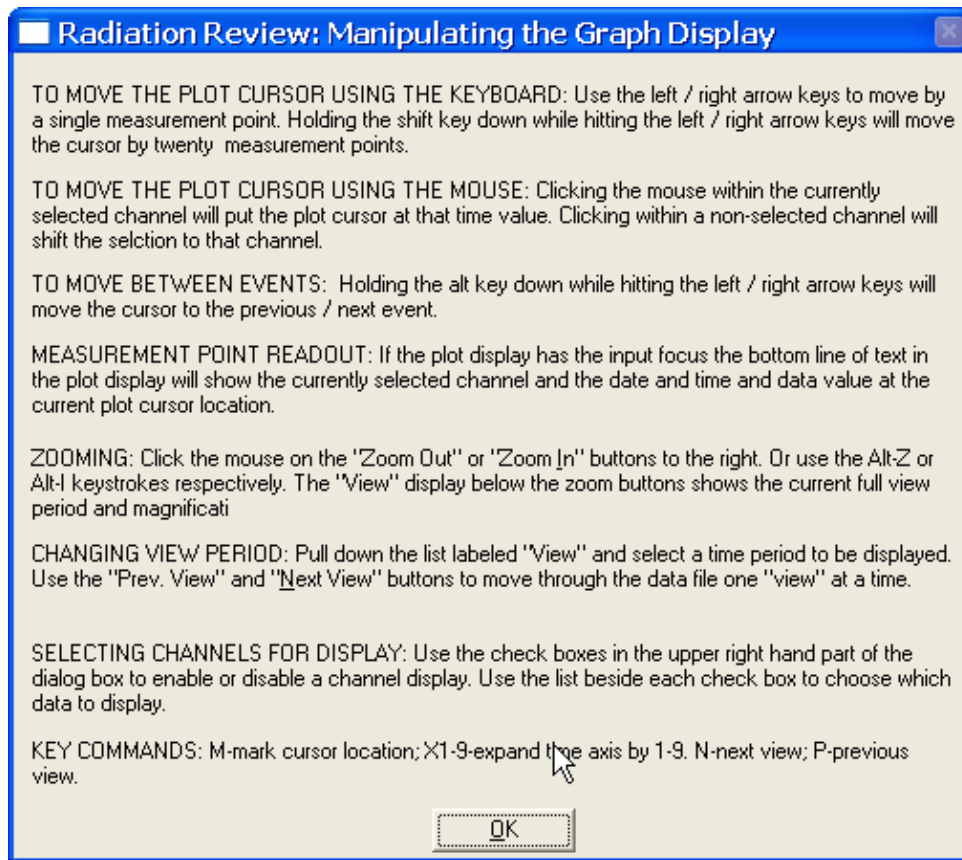 Radiation Review: Manipulating the Graph Display
TO MOVE THE PLOT CURSOR USING THE KEYBOARD: Use the left / right arrow keys to move by
a single measurement point. Holding the shift key down while hitting the left / right arrow keys will move
the cursor by twenty measurement points.
TO MOVE THE PLOT CURSOR USING THE MOUSE: Clicking the mouse within the currently
selected channel will put the plot cursor at that time value. Clicking within a non-selected channel will
shift the selction to that channel.
TO MOVE BETWEEN EVENTS: Holding the alt key down while hitting the left / right arrow keys will
move the cursor to the previous / next event.
MEASUREMENT POINT READOUT: If the plot display has the input focus the bottom line of text in
the plot display will show the currently selected channel and the date and time and data value at the
current plot cursor location.
ZOOMING: Click the mouse on the "Zoom Out" or "Zoom In" buttons to the right. Or use the Alt-Z or
Alt-I keystrokes respectively. The "View" display below the zoom buttons shows the current full view
period and magnificati
CHANGING VIEW PERIOD: Pull down the list labeled "View" and select a time period to be displayed.
Use the "Prev. View" and "Next View" buttons to move through the data file one "view" at a time.
SELECTING CHANNELS FOR DISPLAY: Use the check boxes in the upper right hand part of the
dialog box to enable or disable a channel display. Use the list beside each check box to choose which
data to display.
KEY COMMANDS: M-mark cursor location; X1-9-expand time axis by 1-9. N-next view; P-previous
view.
OK